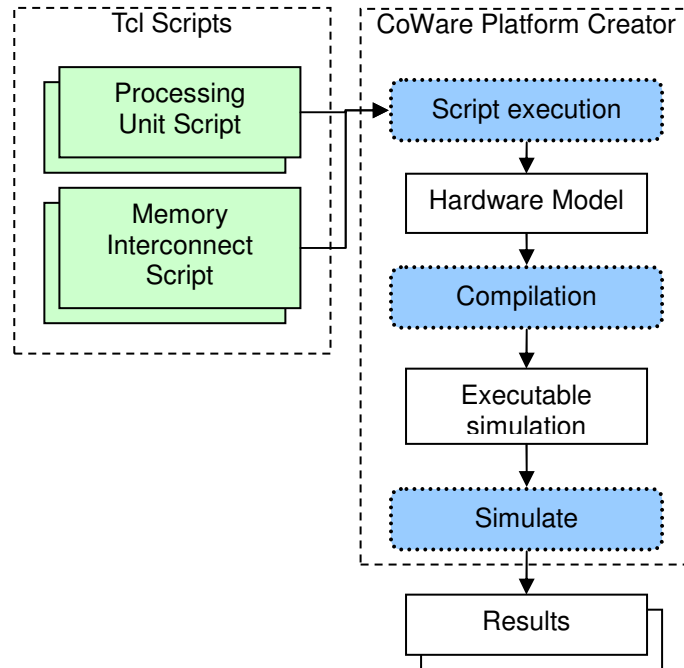 Tcl Scripts
Processing
Unit Script
Memory
Interconnect
Script
CoWare Platform Creator
Script execution
Hardware Model
Compilation
Executable
simulation
Simulate
Results